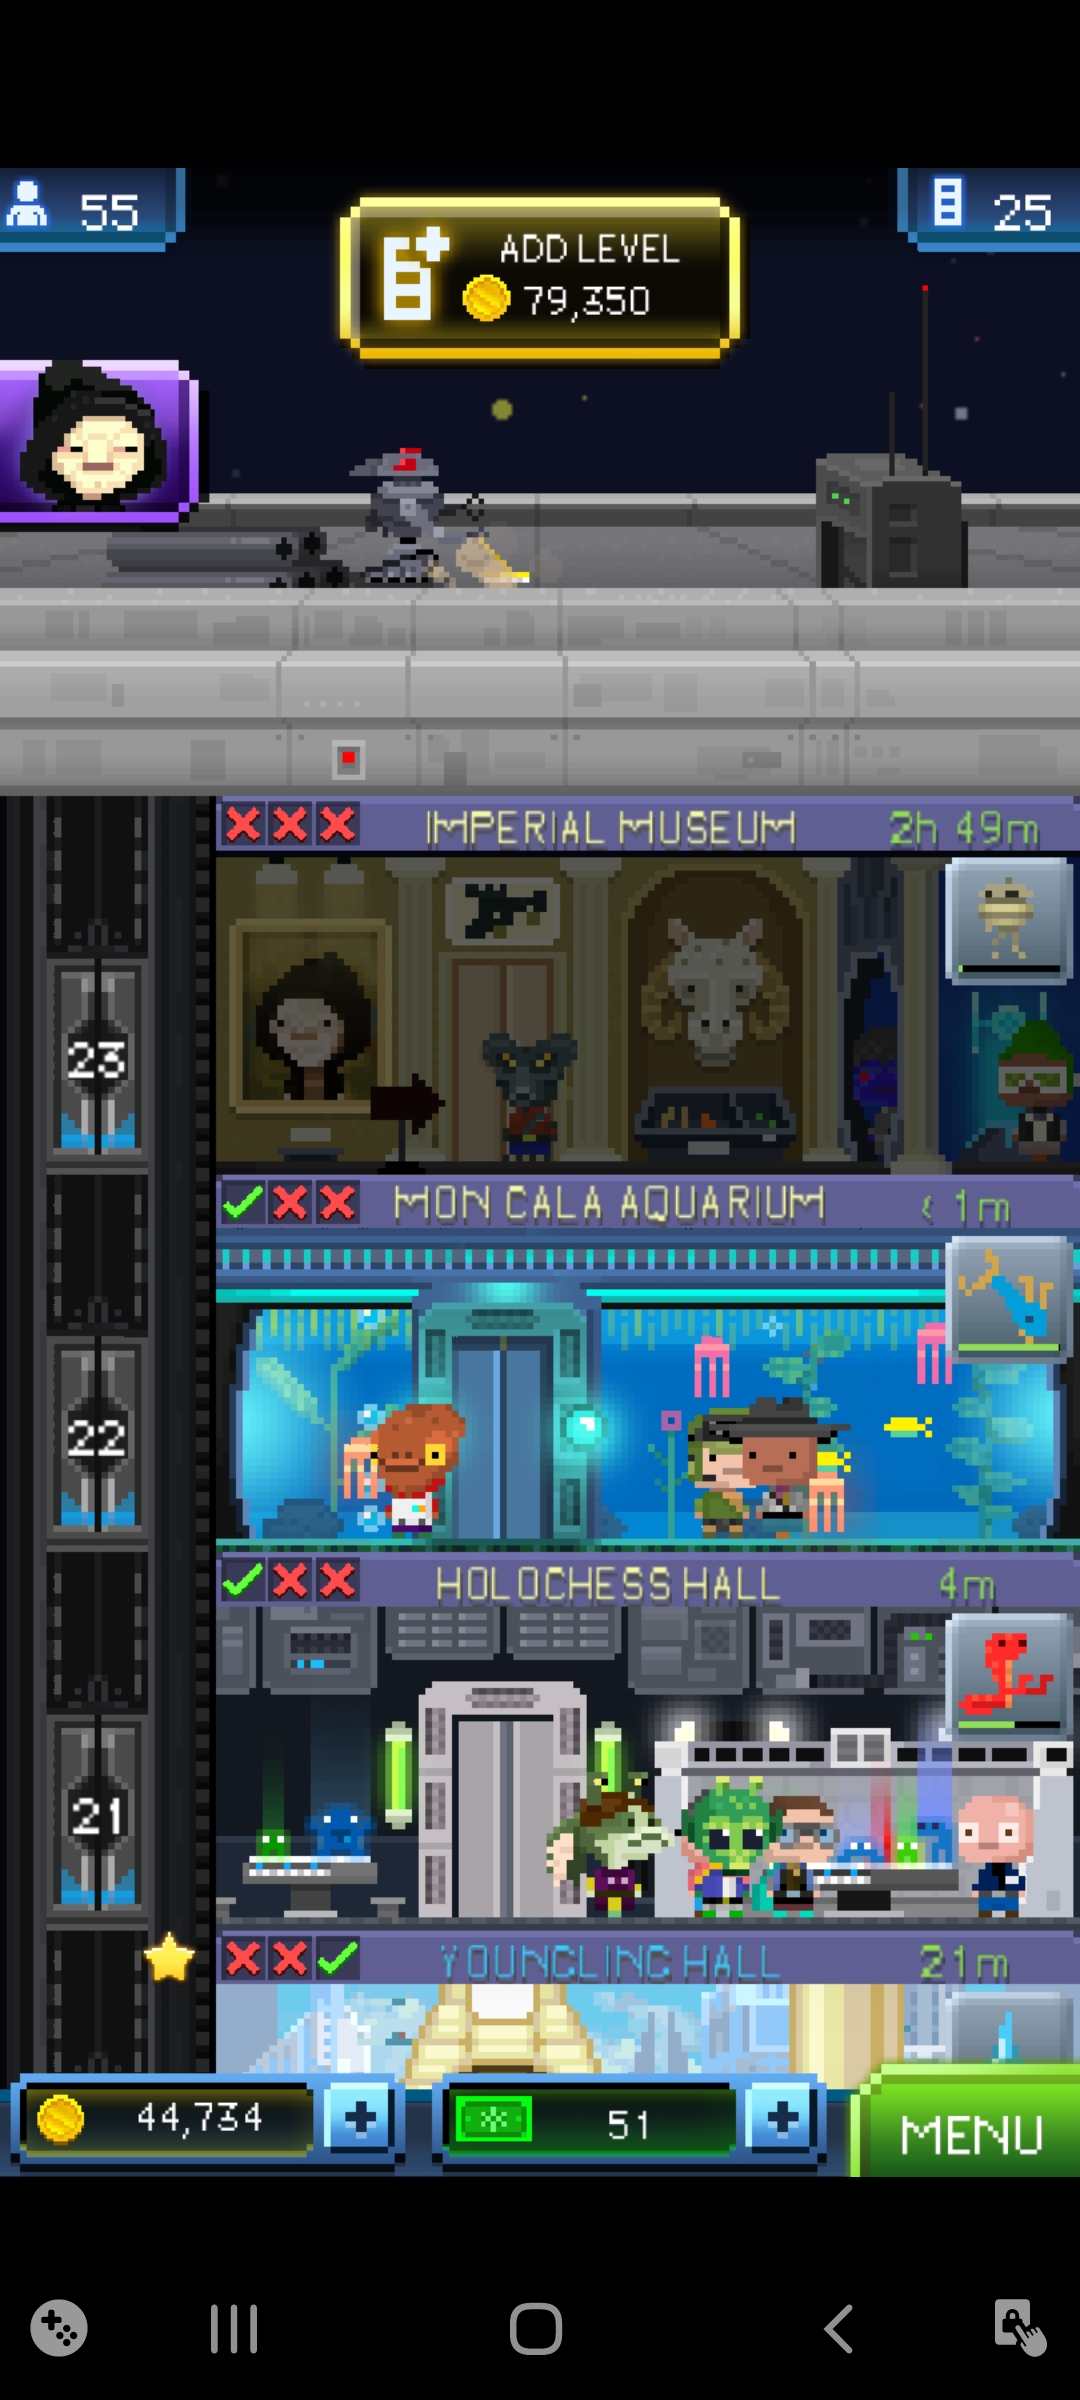 55
ADD LEVEL
79,350
25
IMPERIAL MUSEUM
2h 49m
23
MON CALA AQUARIUM
< 1m
22
HOLOCHESS HALL
4m
21
YOUNGLING HALL
21m
44,734
51
MENU